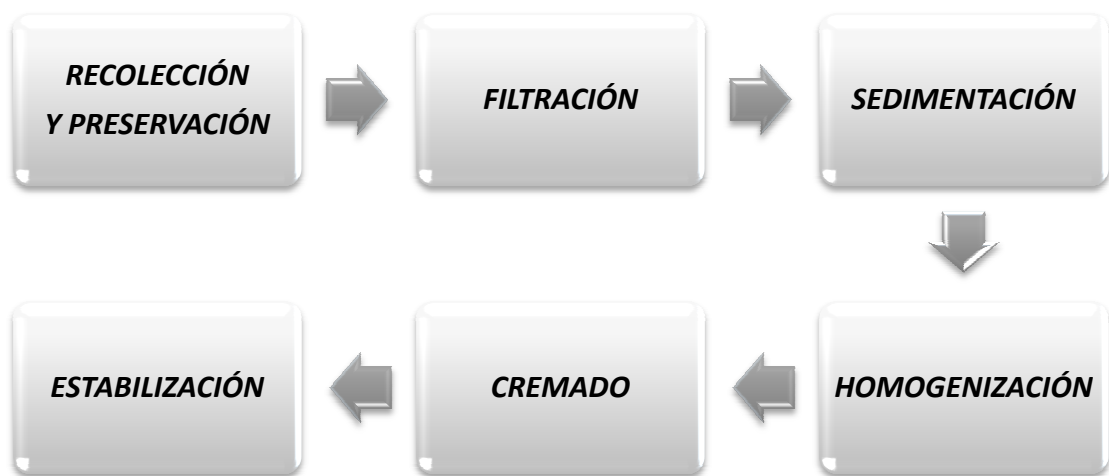 RECOLECCIÓN
Y PRESERVACIÓN
FILTRACIÓN
SEDIMENTACIÓN
HOMOGENIZACIÓN
CREMADO
ESTABILIZACIÓN